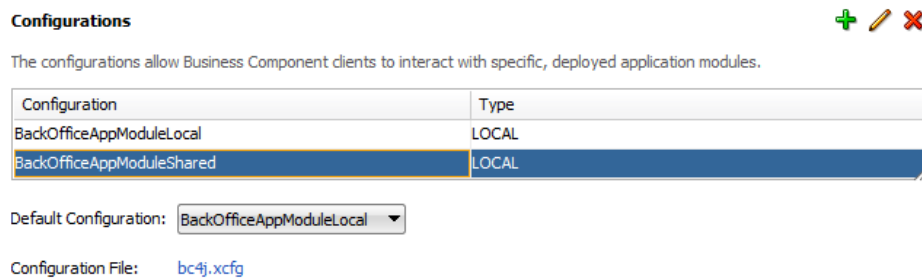 Configurations
The configurations allow Business Component clients to interact with specific, deployed application modules.
Configuration Type
BackOfficeAppModuleLocal LOCAL
BackOfficeAppModuleShared LOCAL
Default Configuration: BackOfficeAppModuleLocal
Configuration File: bc4j.xcfg